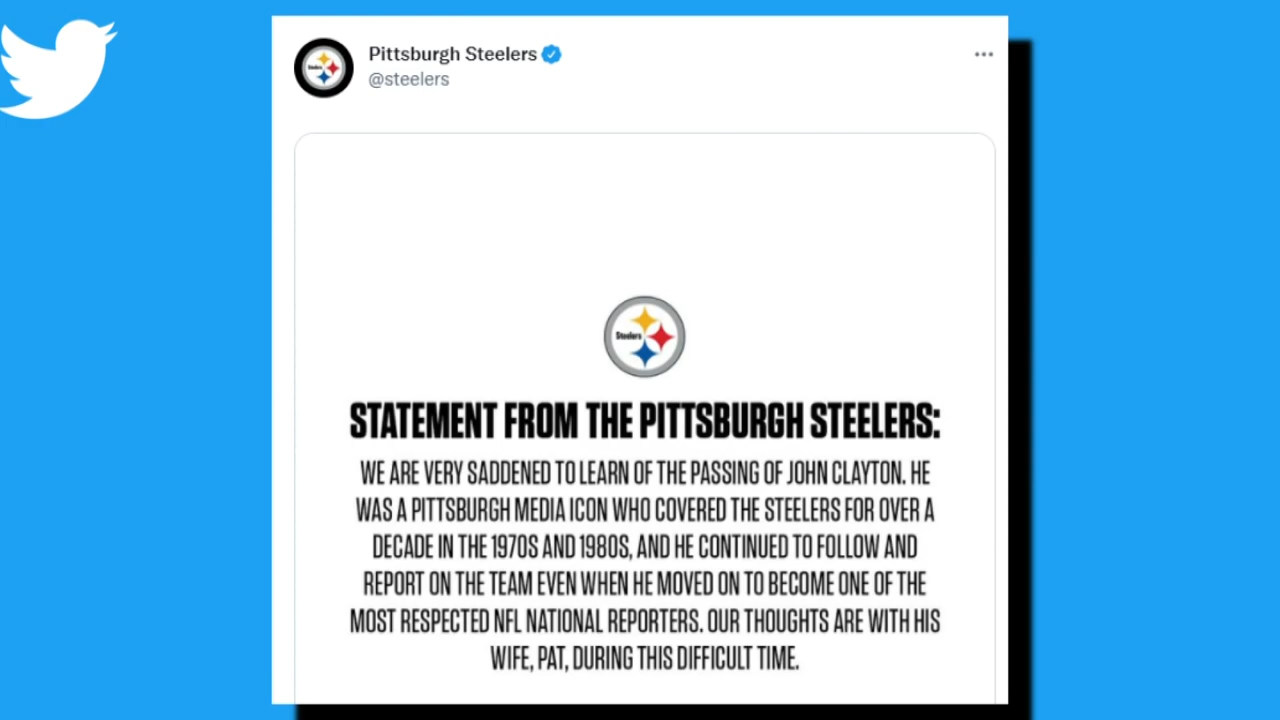 Pittsburgh Steelers
@steelers
Steelers
STATEMENT FROM THE PITTSBURGH STEELERS:
WE ARE VERY SADDENED TO LEARN OF THE PASSING OF JOHN CLAYTON. HE
WAS A PITTSBURGH MEDIA ICON WHO COVERED THE STEELERS FOR OVER A
DECADE IN THE 1970S AND 1980S, AND HE CONTINUED TO FOLLOW AND
REPORT ON THE TEAM EVEN WHEN HE MOVED ON TO BECOME ONE OF THE
MOST RESPECTED NFL NATIONAL REPORTERS. OUR THOUGHTS ARE WITH HIS
WIFE, PAT, DURING THIS DIFFICULT TIME.